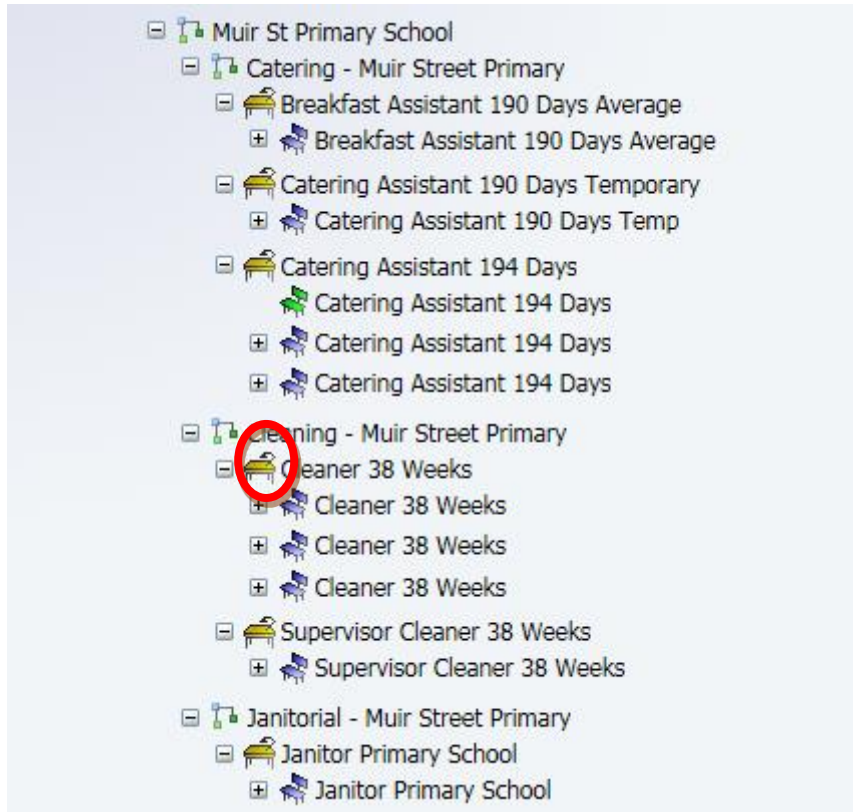 Muir St Primary School
Catering - Muir Street Primary
Breakfast Assistant 190 Days Average
Breakfast Assistant 190 Days Average
Catering Assistant 190 Days Temporary
Catering Assistant 190 Days Temp
Catering Assistant 194 Days
Catering Assistant 194 Days
Catering Assistant 194 Days
Catering Assistant 194 Days
Cleaning - Muir Street Primary
Cleaner 38 Weeks
Cleaner 38 Weeks
Cleaner 38 Weeks
Cleaner 38 Weeks
Supervisor Cleaner 38 Weeks
Supervisor Cleaner 38 Weeks
Janitorial - Muir Street Primary
Janitor Primary School
Janitor Primary School